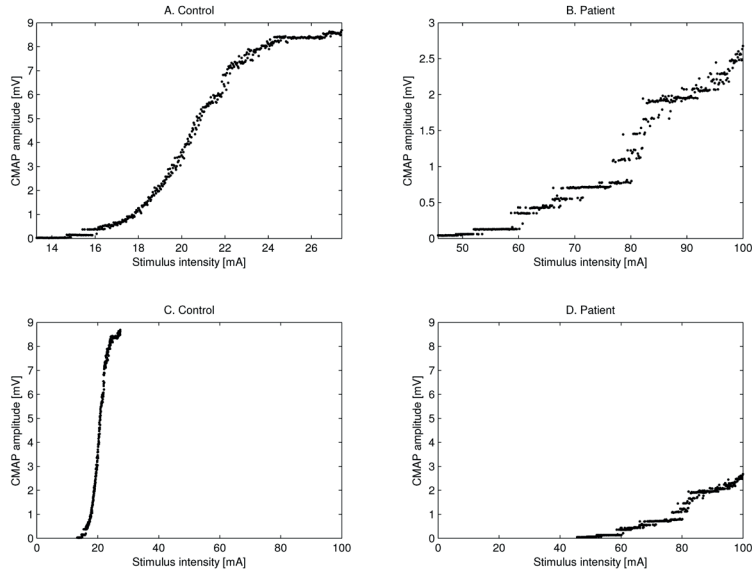 A. Control
9
8
7
6
5
4
3
2
1
0
CMAP amplitude [mV]
14 16 18 20 22 24 26
Stimulus intensity [mA]
B. Patient
3
2.5
2
1.5
1
0.5
0
CMAP amplitude [mV]
50 60 70 80 90 100
Stimulus intensity [mA]
C. Control
9
8
7
6
5
4
3
2
1
0
CMAP amplitude [mV]
0 20 40 60 80 100
Stimulus intensity [mA]
D. Patient
9
8
7
6
5
4
3
2
1
0
CMAP amplitude [mV]
0 20 40 60 80 100
Stimulus intensity [mA]